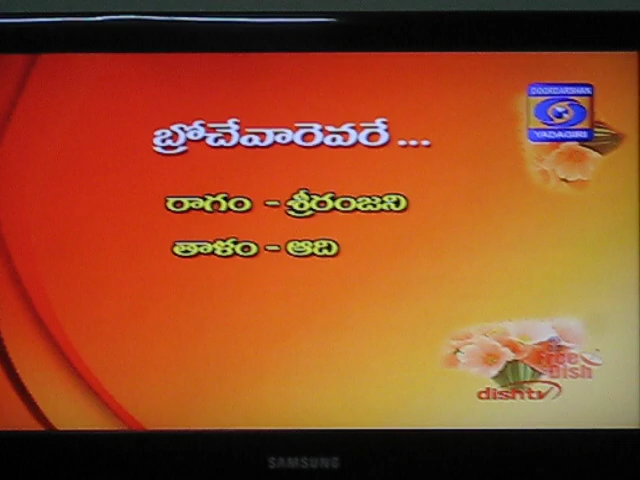 బ్రోచేవారెవరే ...
DOORDARSHAN
YADAGIRI
రాగం - శ్రీరంజని
తాళం - ఆది
Free
Dish
dishtv
SAMSUNG